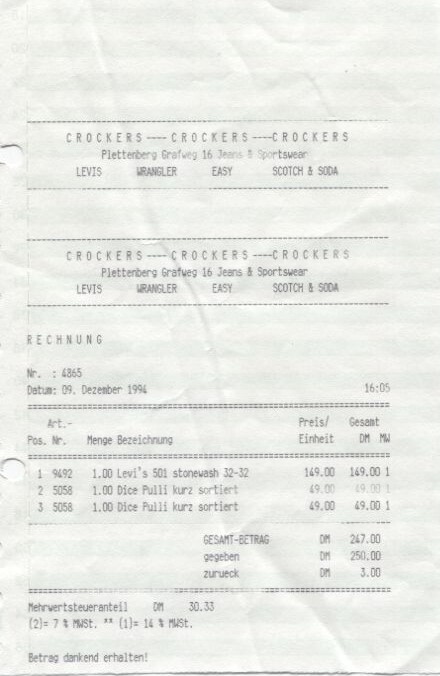 CROCKERS ---- CROCKERS ---- CROCKERS
Plettenberg Grafweg 16 Jeans & Sportswear
LEVIS WRANGLER EASY SCOTCH & SODA
CROCKERS ---- CROCKERS ---- CROCKERS
Plettenberg Grafweg 16 Jeans & Sportswear
LEVIS WRANGLER EASY SCOTCH & SODA
RECHNUNG
Nr. : 4865
Datum: 09. Dezember 1994 16:05
Art.- Preis/ Gesamt
Pos. Nr. Menge Bezeichnung Einheit DM MW
1 9492 1.00 Levi's 501 stonewash 32-32 149.00 149.00 1
2 5058 1.00 Dice Pulli kurz sortiert 49.00 49.00 1
3 5058 1.00 Dice Pulli kurz sortiert 49.00 49.00 1
GESAMT-BETRAG DM 247.00
gegeben DM 250.00
zurueck DM 3.00
Mehrwertsteueranteil DM 30.33
(2)= 7 % MWSt. ** (1)= 14 % MWSt.
Betrag dankend erhalten!